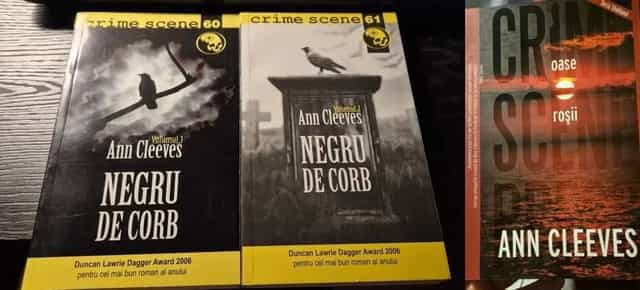 crime scene 60
Volumul 1
Ann Cleeves
NEGRU
DE CORB
Duncan Lawrie Dagger Award 2006
pentru cel mai bun roman al anului
crime scene 61
Ann Cleeves
NEGRU
DE CORB
Duncan Lawrie Dagger Award 2006
pentru cel mai bun roman al anului
CRIME
oase
roșii
SCENE
ANN CLEEVES